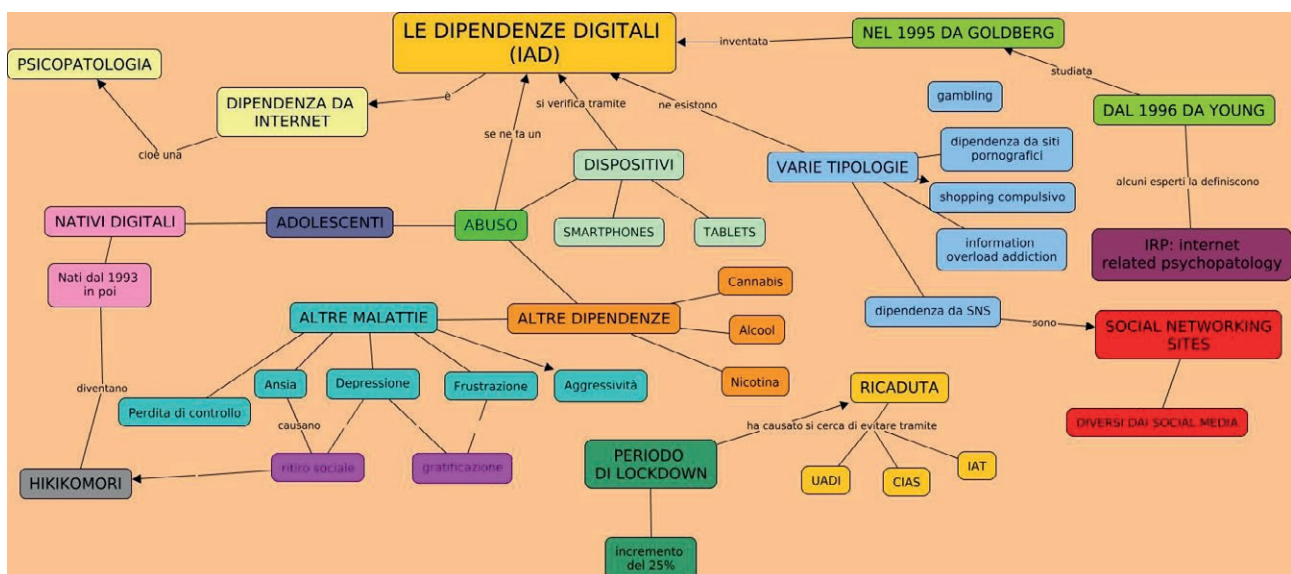 LE DIPENDENZE DIGITALI
(IAD)
inventata
NEL 1995 DA GOLDBERG
PSICOPATOLOGIA
studiata
è
DIPENDENZA DA
INTERNET
si verifica tramite
ne esistono
gambling
DAL 1996 DA YOUNG
se ne fa un
cioè una
dipendenza da siti
pornografici
DISPOSITIVI
VARIE TIPOLOGIE
alcuni esperti la definiscono
shopping compulsivo
NATIVI DIGITALI
ADOLESCENTI
ABUSO
SMARTPHONES
TABLETS
information
overload addiction
IRP: internet
related psychopatology
Nati dal 1993
in poi
Cannabis
ALTRE MALATTIE
ALTRE DIPENDENZE
dipendenza da SNS
sono
SOCIAL NETWORKING
SITES
Alcool
diventano
Ansia
Depressione
Frustrazione
Aggressività
Nicotina
RICADUTA
Perdita di controllo
causano
ha causato
si cerca di evitare tramite
DIVERSI DAI SOCIAL MEDIA
PERIODO
DI LOCKDOWN
ritiro sociale
gratificazione
HIKIKOMORI
UADI
CIAS
IAT
incremento
del 25%